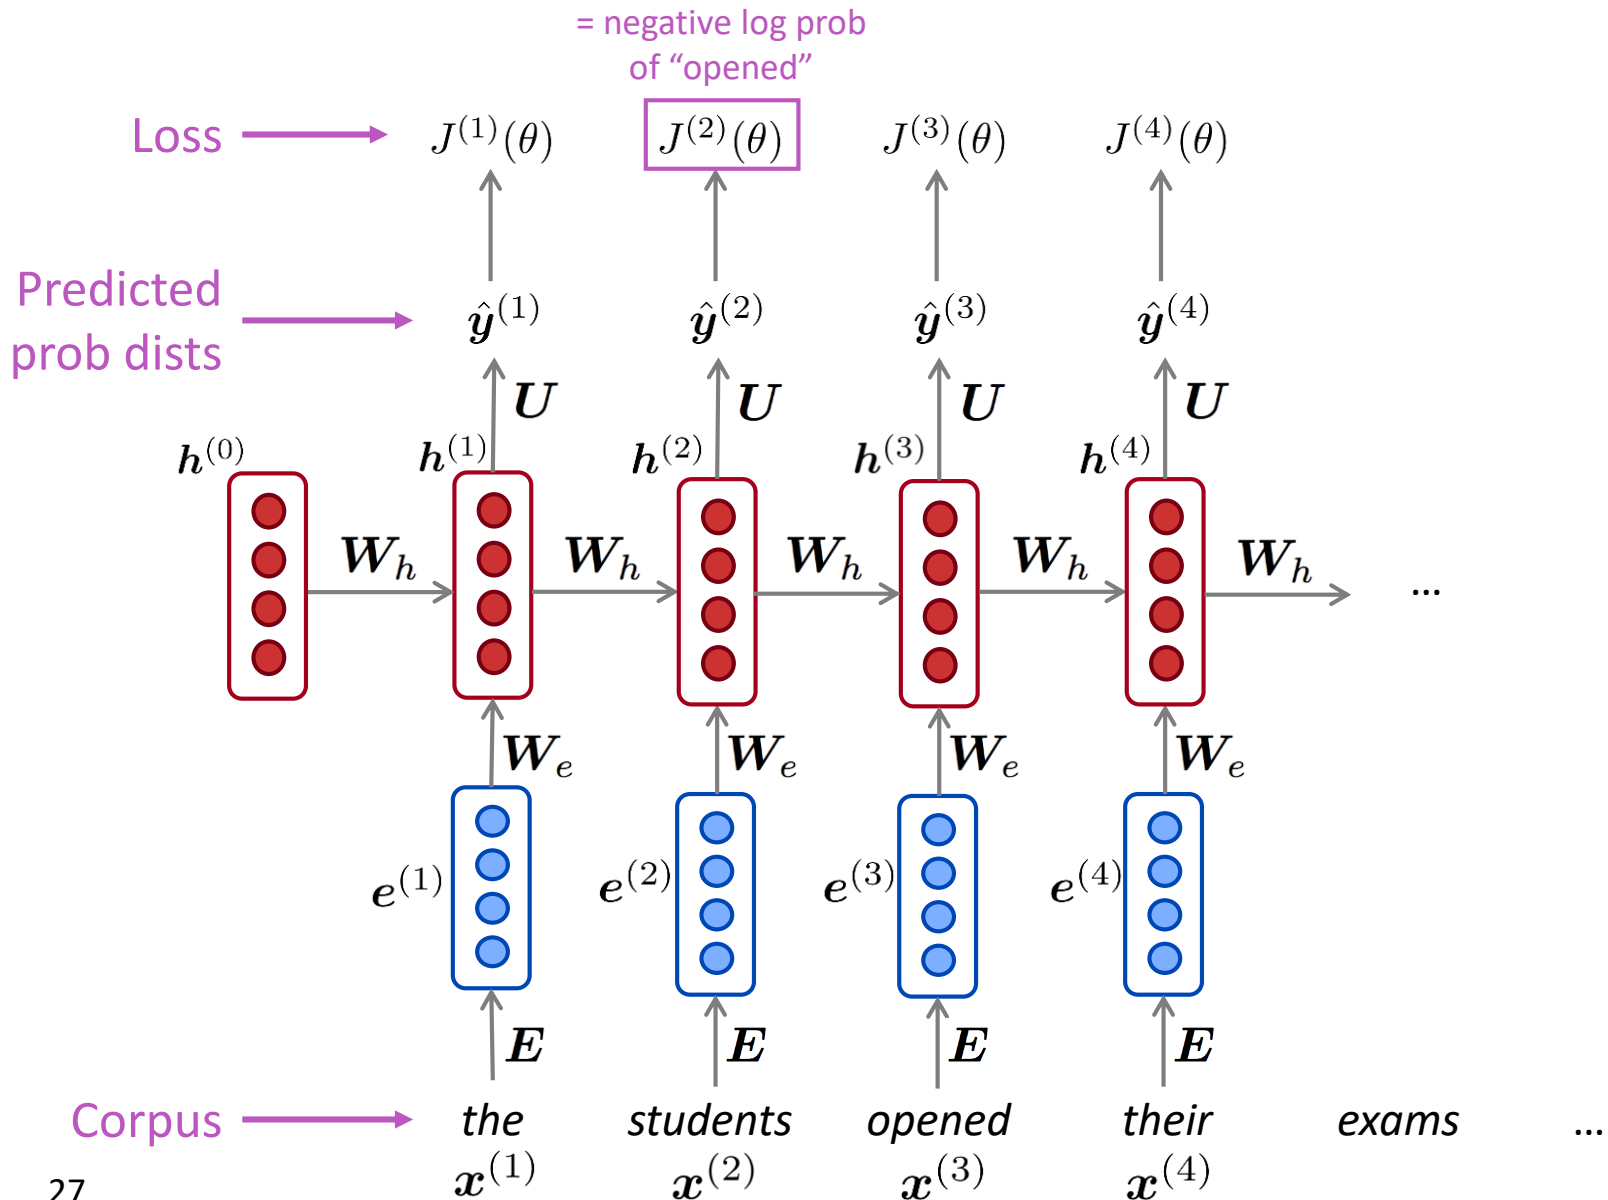 = negative log prob
of “opened”
Loss J⁽¹⁾(θ) J⁽²⁾(θ) J⁽³⁾(θ) J⁽⁴⁾(θ)
Predicted
prob dists
ŷ⁽¹⁾ ŷ⁽²⁾ ŷ⁽³⁾ ŷ⁽⁴⁾
U U U U
h⁽⁰⁾ h⁽¹⁾ h⁽²⁾ h⁽³⁾ h⁽⁴⁾
W_h W_h W_h W_h W_h
...
W_e W_e W_e W_e
e⁽¹⁾ e⁽²⁾ e⁽³⁾ e⁽⁴⁾
E E E E
Corpus the students opened their exams ...
x⁽¹⁾ x⁽²⁾ x⁽³⁾ x⁽⁴⁾
27